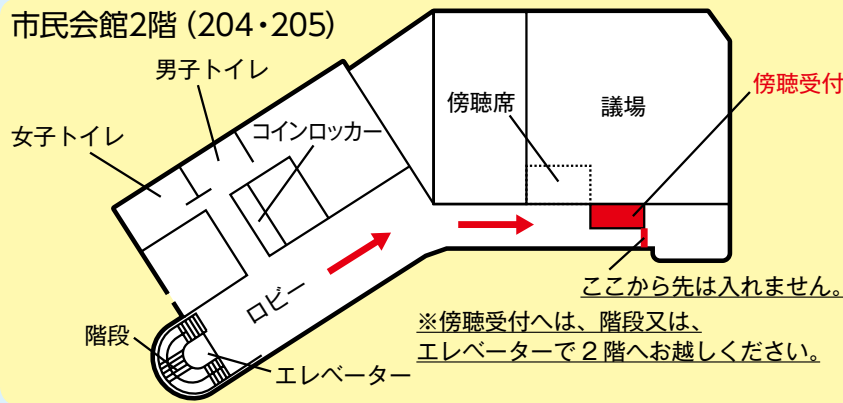 市民会館2階(204・205)
男子トイレ
女子トイレ
コインロッカー
傍聴席
議場
傍聴受付
ロビー
階段
エレベーター
ここから先は入れません。
※傍聴受付へは、階段又は、
エレベーターで2階へお越しください。